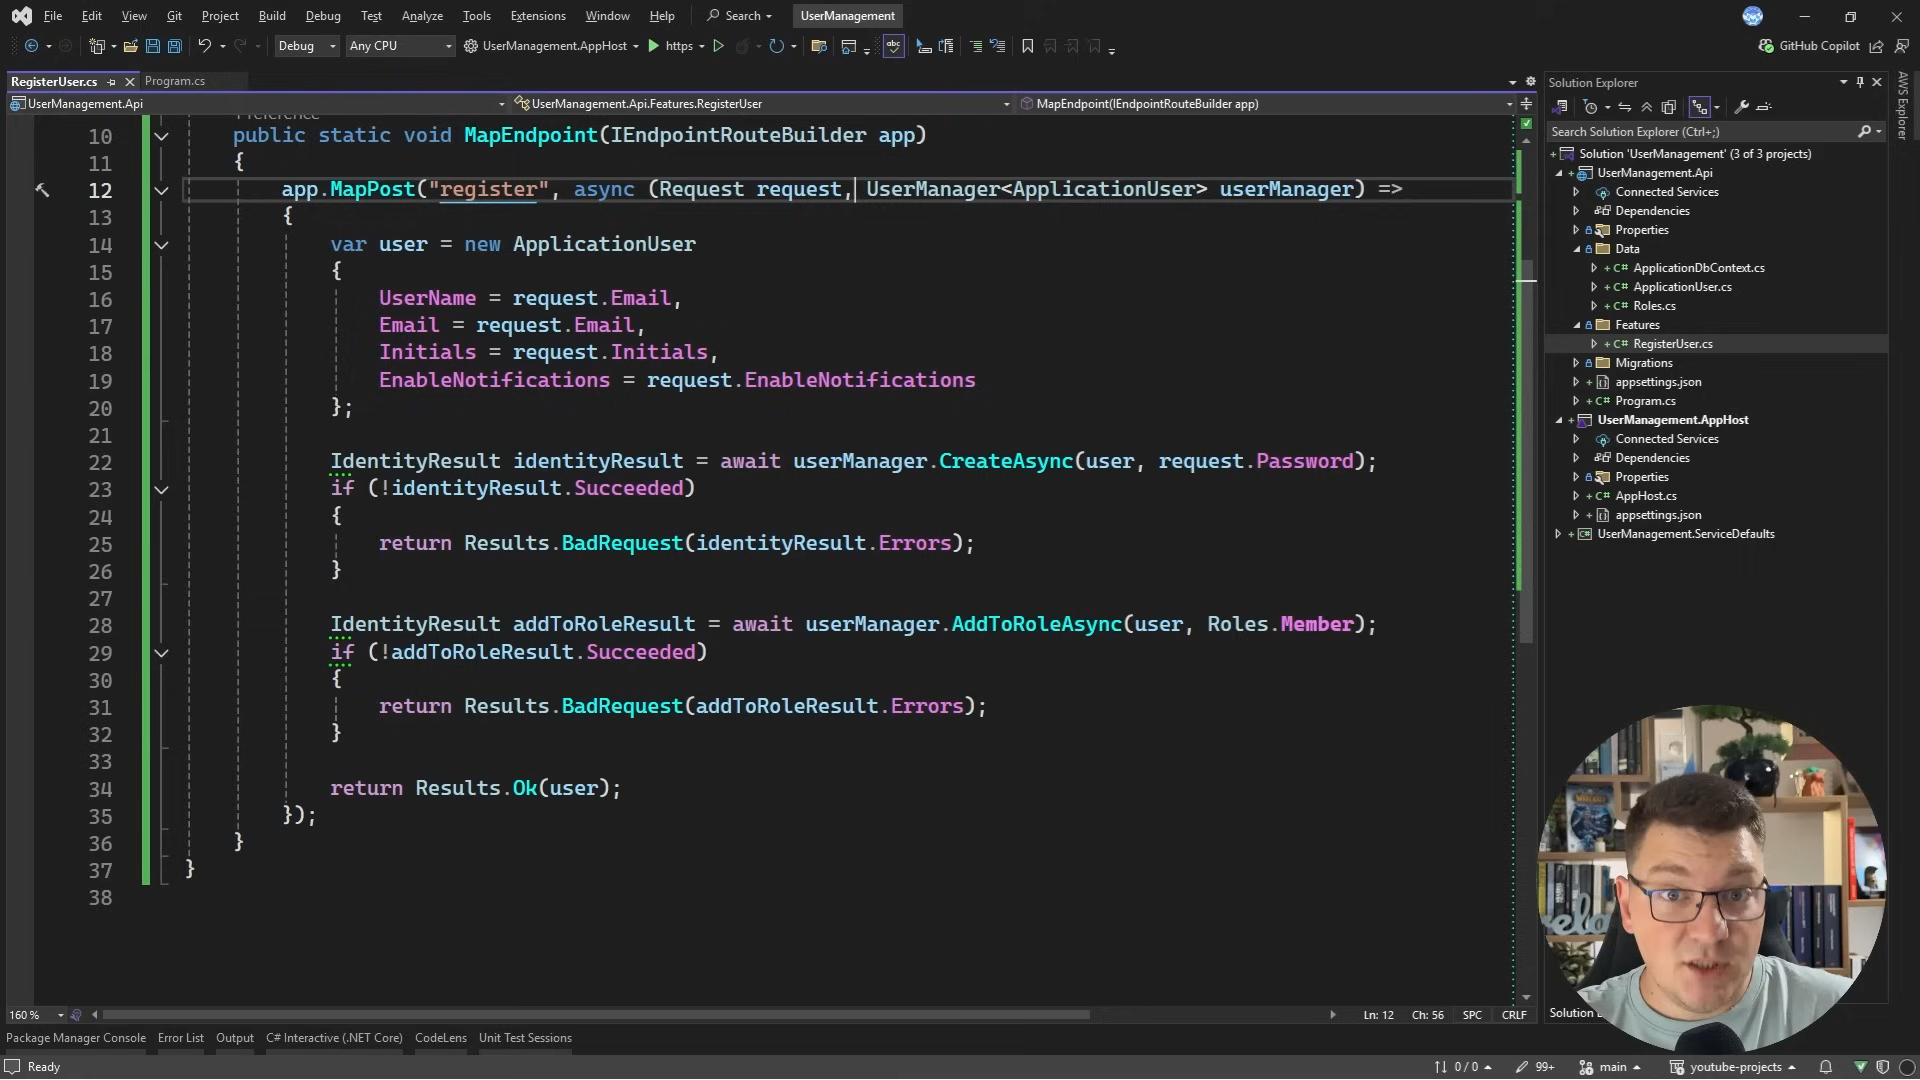 File Edit View Git Project Build Debug Test Analyze Tools Extensions Window Help Search UserManagement
Debug Any CPU UserManagement.AppHost https GitHub Copilot
RegisterUser.cs Program.cs
UserManagement.Api UserManagement.Api.Features.RegisterUser MapEndpoint(IEndpointRouteBuilder app)
10 public static void MapEndpoint(IEndpointRouteBuilder app)
11 {
12 app.MapPost("register", async (Request request, UserManager<ApplicationUser> userManager) =>
13 {
14 var user = new ApplicationUser
15 {
16 UserName = request.Email,
17 Email = request.Email,
18 Initials = request.Initials,
19 EnableNotifications = request.EnableNotifications
20 };
21
22 IdentityResult identityResult = await userManager.CreateAsync(user, request.Password);
23 if (!identityResult.Succeeded)
24 {
25 return Results.BadRequest(identityResult.Errors);
26 }
27
28 IdentityResult addToRoleResult = await userManager.AddToRoleAsync(user, Roles.Member);
29 if (!addToRoleResult.Succeeded)
30 {
31 return Results.BadRequest(addToRoleResult.Errors);
32 }
33
34 return Results.Ok(user);
35 });
36 }
37 }
38
160 % Ln: 12 Ch: 56 SPC CRLF
Solution Explorer
Search Solution Explorer (Ctrl+;)
Solution 'UserManagement' (3 of 3 projects)
UserManagement.Api
Connected Services
Dependencies
Properties
Data
ApplicationDbContext.cs
ApplicationUser.cs
Roles.cs
Features
RegisterUser.cs
Migrations
appsettings.json
Program.cs
UserManagement.AppHost
Connected Services
Dependencies
Properties
AppHost.cs
appsettings.json
UserManagement.ServiceDefaults
AWS Explorer
Package Manager Console Error List Output C# Interactive (.NET Core) CodeLens Unit Test Sessions
Ready 0 / 0 99+ main youtube-projects